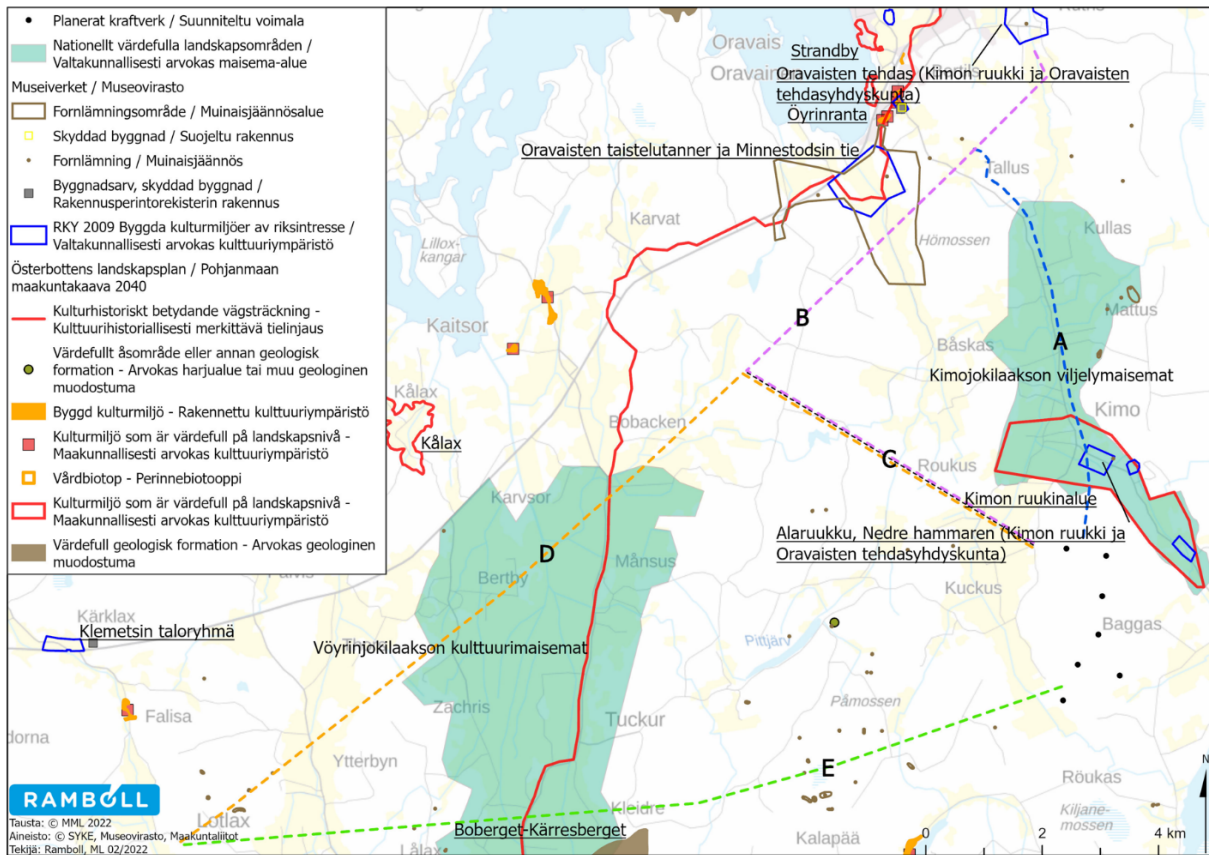 Planerat kraftverk / Suunniteltu voimala
Nationellt värdefulla landskapsområden /
Valtakunnallisesti arvokas maisema-alue
Museiverket / Museovirasto
Fornlämningsområde / Muinaisjäännösalue
Skyddad byggnad / Suojeltu rakennus
Fornlämning / Muinaisjäännös
Byggnadsarv, skyddad byggnad /
Rakennusperintorekisterin rakennus
RKY 2009 Byggda kulturmiljöer av riksintresse /
Valtakunnallisesti arvokas kulttuuriympäristö
Österbottens landskapsplan / Pohjanmaan
maakuntakaava 2040
Kulturhistoriskt betydande vägsträckning -
Kulttuurihistoriallisesti merkittävä tielinjaus
Värdefullt åsområde eller annan geologisk
formation - Arvokas harjualue tai muu geologinen
muodostuma
Byggd kulturmiljö - Rakennettu kulttuuriympäristö
Kulturmiljö som är värdefull på landskapsnivå -
Maakunnallisesti arvokas kulttuuriympäristö
Vårdbiotop - Perinnebiotooppi
Kulturmiljö som är värdefull på landskapsnivå -
Maakunnallisesti arvokas kulttuuriympäristö
Värdefull geologisk formation - Arvokas geologinen
muodostuma
Oravais
Oravainen
Strandby
Bertils
Oravaisten tehdas (Kimon ruukki ja Oravaisten
tehdasyhdyskunta)
Öyrinranta
Oravaisten taistelutanner ja Minnestodsin tie
Tallus
Karvat
Kullas
Lillox-
kangar
Hömossen
Kaitsor
Mattus
B
A
Båskas
Kimojokilaakson viljelymaisemat
Kålax
Kimo
Bobacken
Kålax
C
Roukus
Karvsor
Kimon ruukinalue
Alaruukku, Nedre hammaren (Kimon ruukki ja
Oravaisten tehdasyhdyskunta)
D
Månsus
Bertby
Kuckus
Kärklax
Klemetsin taloryhmä
Baggas
Pittjärv
Vöyrinjokilaakson kulttuurimaisemat
Zachris
Påmossen
Falisa
Tuckur
Ytterbyn
E
Röukas
RAMBOLL
Lotlax
Kleidre
Kiljane-
mossen
Boberget-Kärresberget
Kalapää
N
0 2 4 km
Tausta: © MML 2022
Aineisto: © SYKE, Museovirasto, Maakuntaliitot
Tekijä: Ramboll, ML 02/2022